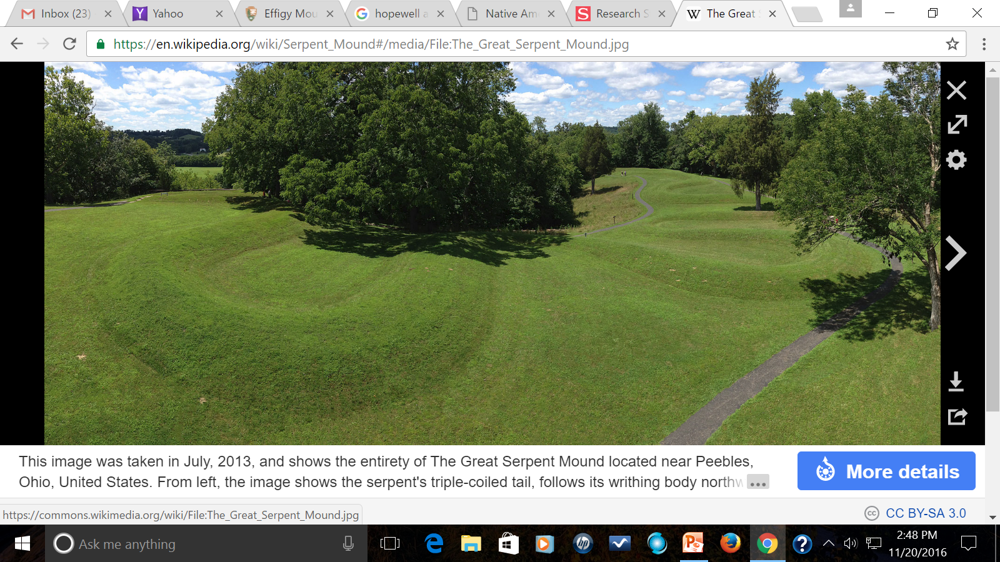 Inbox (23)
Yahoo
Effigy Mou
hopewell a
Native Am
Research S
The Great S
https://en.wikipedia.org/wiki/Serpent_Mound#/media/File:The_Great_Serpent_Mound.jpg
This image was taken in July, 2013, and shows the entirety of The Great Serpent Mound located near Peebles,
Ohio, United States. From left, the image shows the serpent's triple-coiled tail, follows its writhing body northw ...
More details
https://commons.wikimedia.org/wiki/File:The_Great_Serpent_Mound.jpg
cc CC BY-SA 3.0
Ask me anything
2:48 PM
11/20/2016